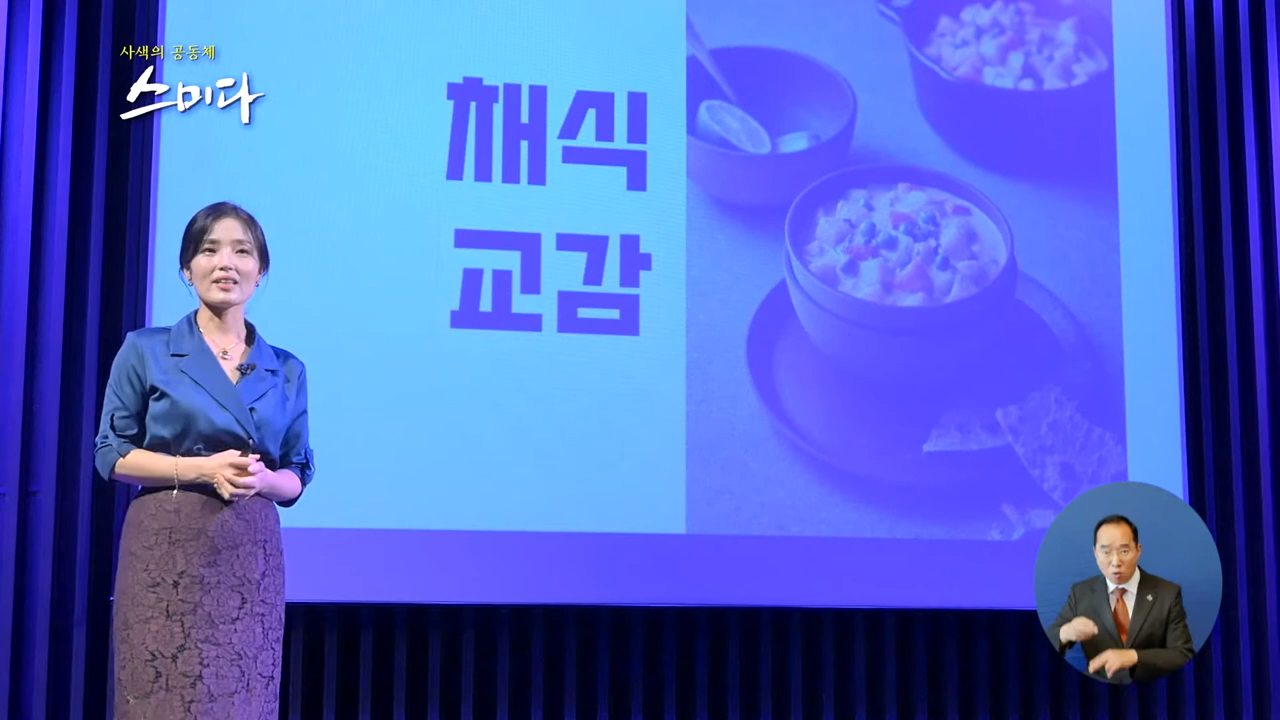 사색의 공동체
스미다
채식
교감